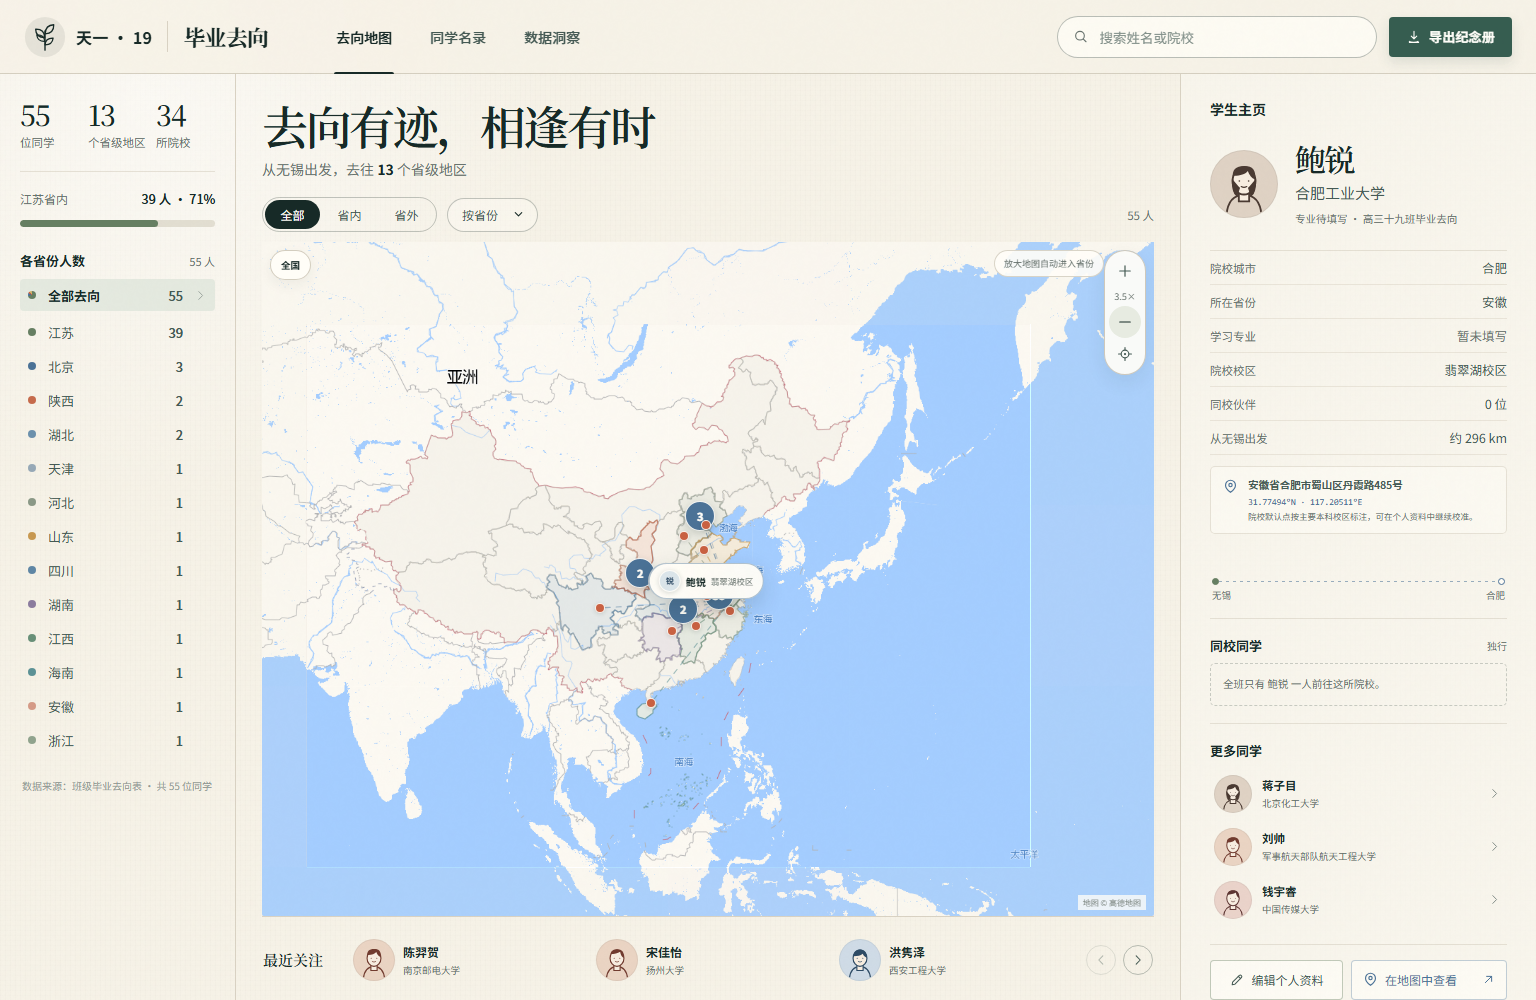 天一 · 19
毕业去向
去向地图
同学名录
数据洞察
搜索姓名或院校
导出纪念册
55
位同学
13
个省级地区
34
所院校
江苏省内
39 人 · 71%
各省份人数
55 人
全部去向
55
江苏
39
北京
3
陕西
2
湖北
2
天津
1
河北
1
山东
1
四川
1
湖南
1
江西
1
海南
1
安徽
1
浙江
1
数据来源：班级毕业去向表 · 共 55 位同学
去向有迹，相逢有时
从无锡出发，去往 13 个省级地区
全部
省内
省外
按省份
55 人
全国
放大地图自动进入省份
3.5×
亚洲
3
渤海
2
锐
鲍锐
翡翠湖校区
2
东海
南海
太平洋
地图 © 高德地图
最近关注
陈羿贺
南京邮电大学
宋佳怡
扬州大学
洪隽泽
西安工程大学
学生主页
鲍锐
合肥工业大学
专业待填写 · 高三十九班毕业去向
院校城市
合肥
所在省份
安徽
学习专业
暂未填写
院校校区
翡翠湖校区
同校伙伴
0 位
从无锡出发
约 296 km
安徽省合肥市蜀山区丹霞路485号
31.77494°N · 117.20511°E
院校默认点按主要本科校区标注，可在个人资料中继续校准。
无锡
合肥
同校同学
独行
全班只有 鲍锐 一人前往这所院校。
更多同学
蒋子目
北京化工大学
刘帅
军事航天部队航天工程大学
钱宇睿
中国传媒大学
编辑个人资料
在地图中查看